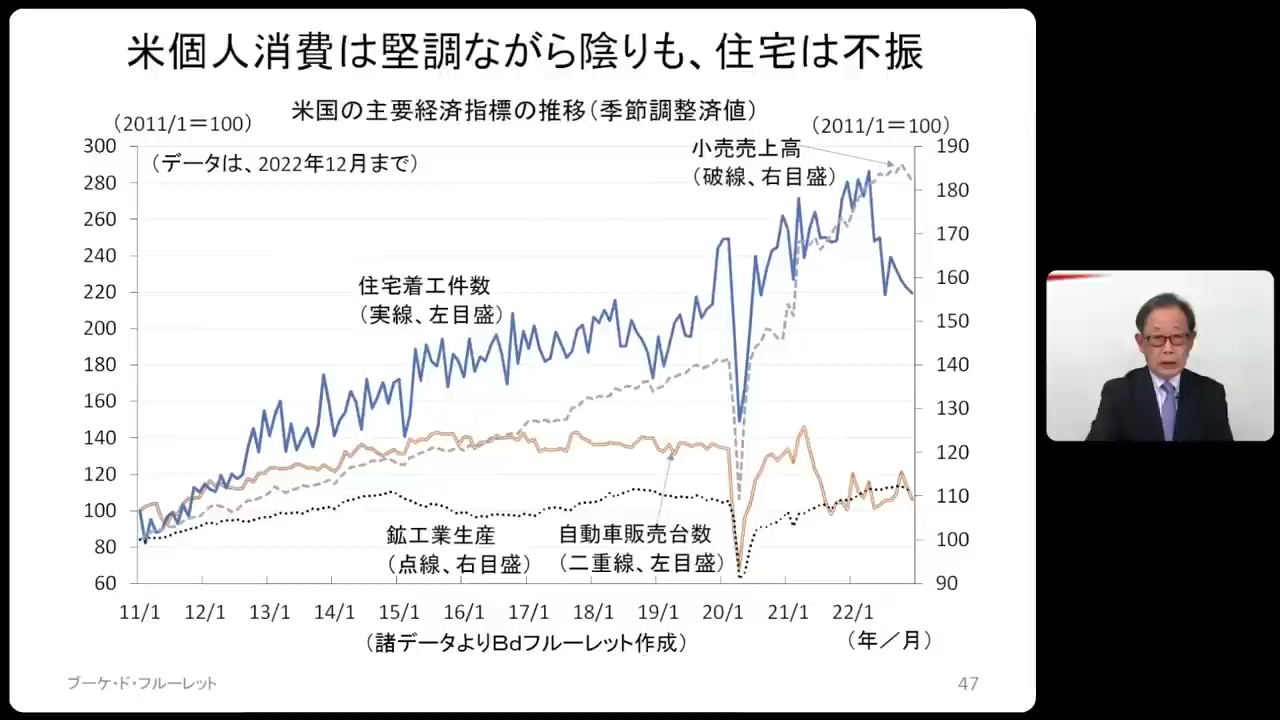 米個人消費は堅調ながら陰りも、住宅は不振
米国の主要経済指標の推移（季節調整済値）
（2011/1＝100）
（2011/1＝100）
（データは、2022年12月まで）
小売売上高
（破線、右目盛）
住宅着工件数
（実線、左目盛）
鉱工業生産
（点線、右目盛）
自動車販売台数
（二重線、左目盛）
300
280
260
240
220
200
180
160
140
120
100
80
60
190
180
170
160
150
140
130
120
110
100
90
11/1 12/1 13/1 14/1 15/1 16/1 17/1 18/1 19/1 20/1 21/1 22/1
（諸データよりBdフルーレット作成）
（年／月）
ブーケ・ド・フルーレット
47